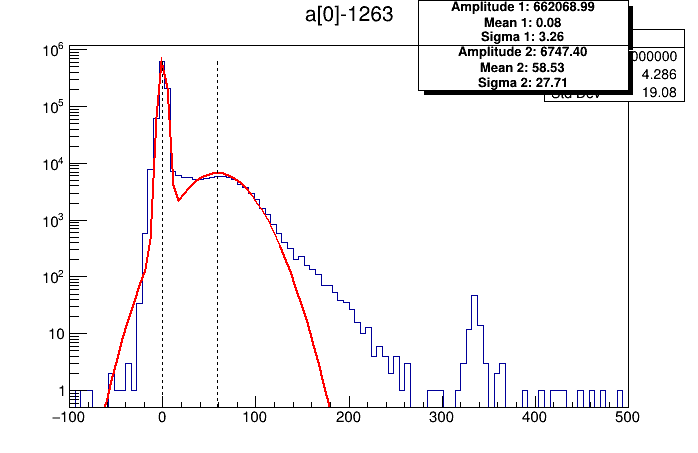 a[0]-1263
Amplitude 1: 662068.99
Mean 1: 0.08
Sigma 1: 3.26
Amplitude 2: 6747.40
Mean 2: 58.53
Sigma 2: 27.71
4.286
Std Dev 19.08
10^6
10^5
10^4
10^3
10^2
10
1
−100 0 100 200 300 400 500